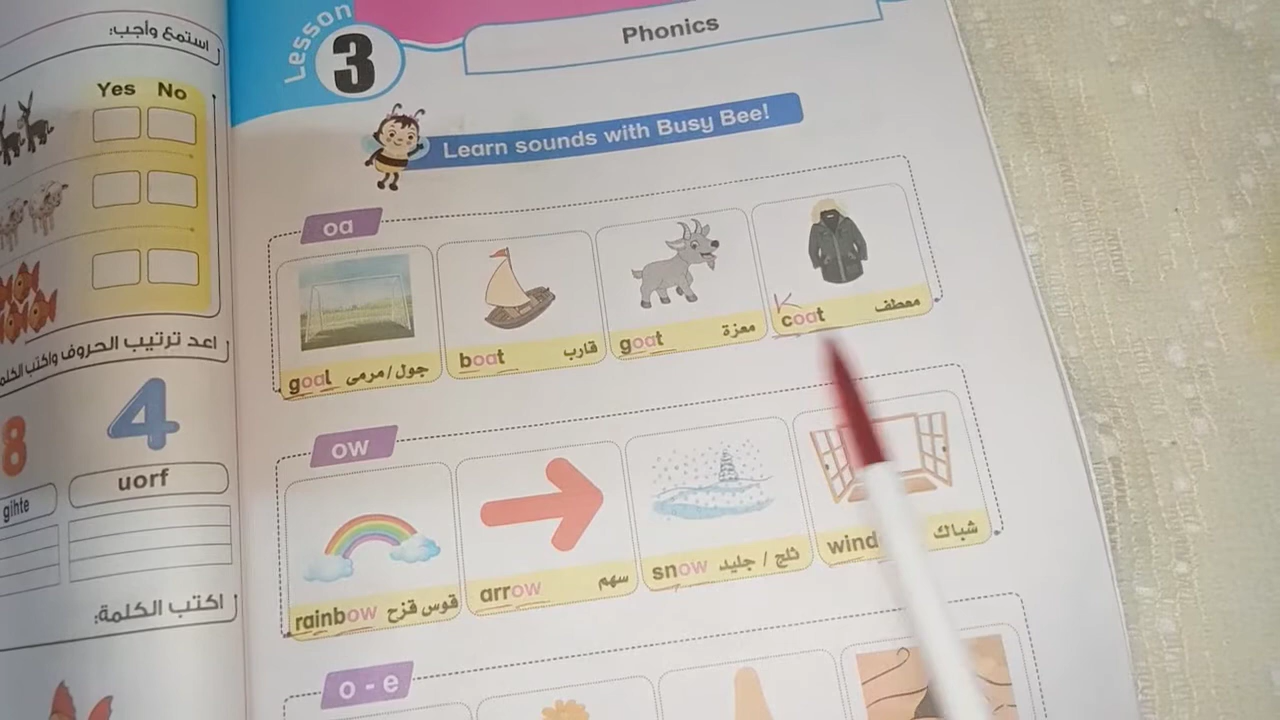 استمع وأجب:
Yes No
اعد ترتيب الحروف واكتب
8 4
gihte uorf
اكتب الكلمة:
Lesson 3
Phonics
Learn sounds with Busy Bee!
oa
goal جول/مرمى
boat قارب
goat معزة
K
coat معطف
ow
rainbow قوس قزح
arrow سهم
snow ثلج / جليد
شباك
o - e